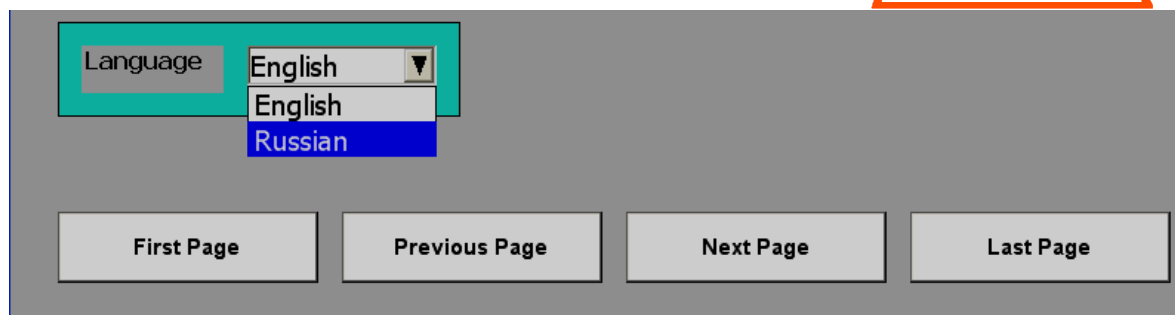 Language English
English
Russian
First Page Previous Page Next Page Last Page